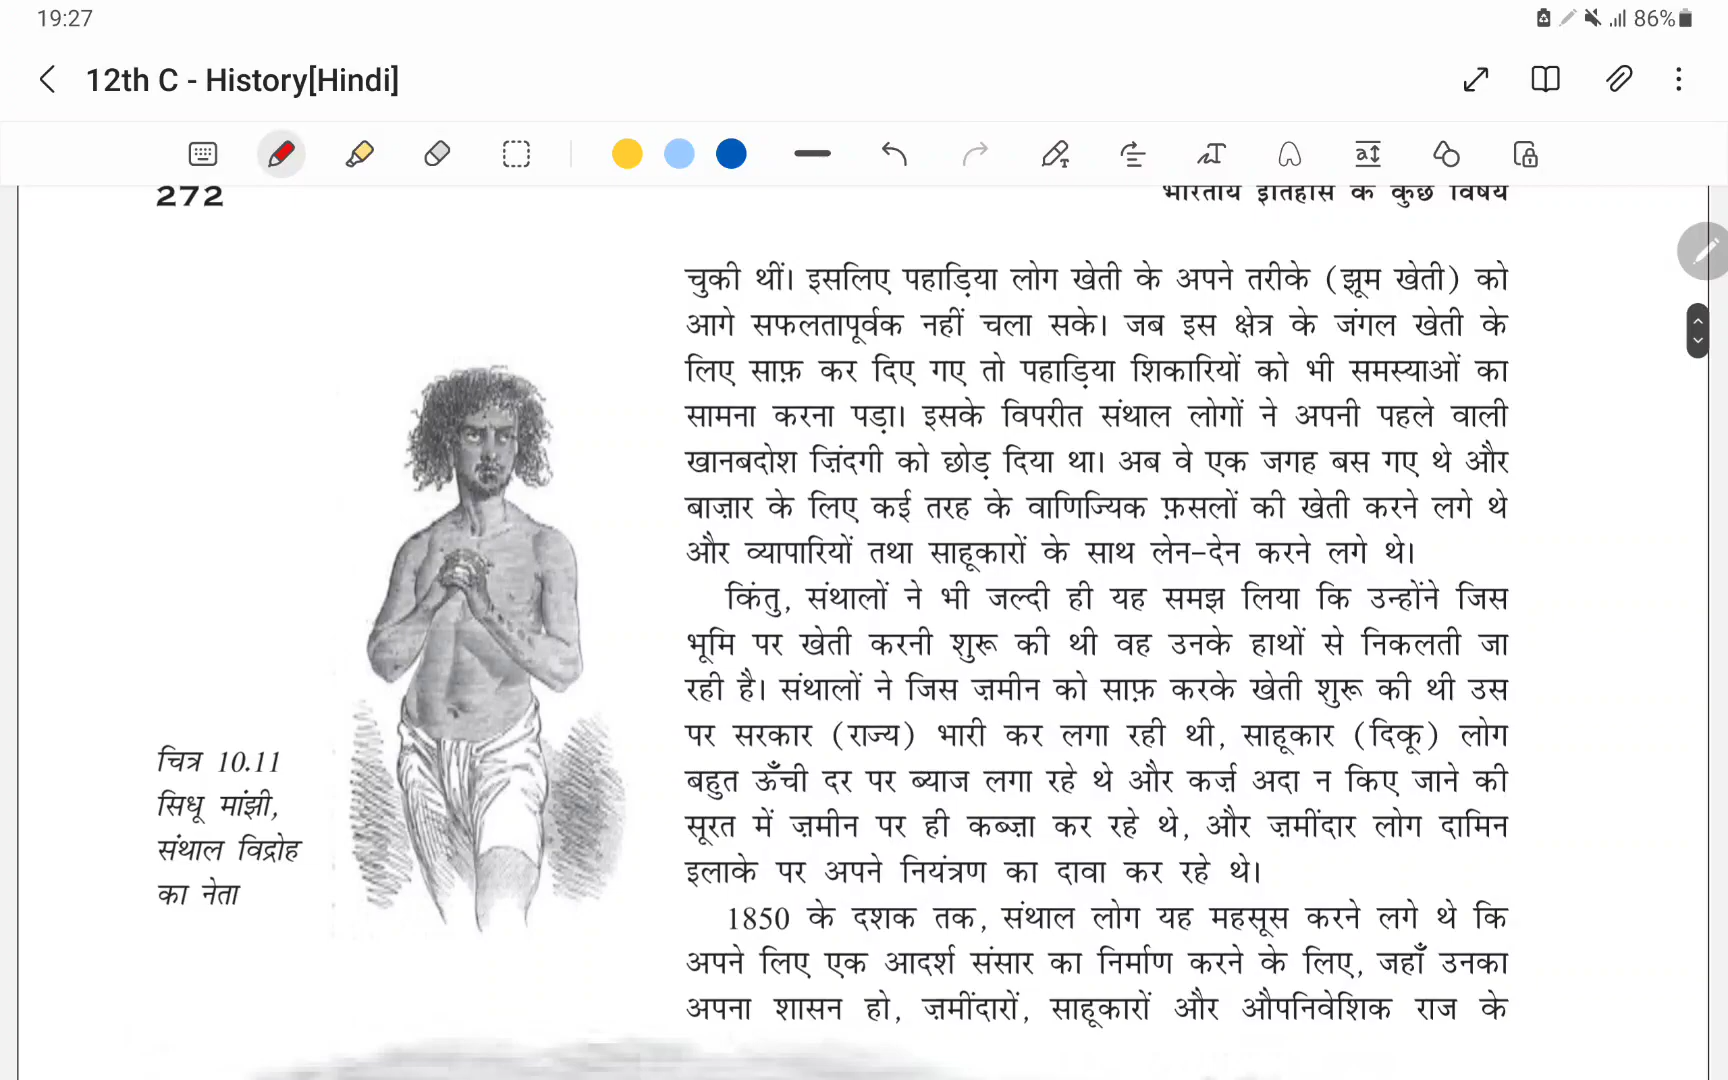 19:27
86%
12th C - History[Hindi]
272
भारतीय इतिहास के कुछ विषय
चुकी थीं। इसलिए पहाड़िया लोग खेती के अपने तरीके (झूम खेती) को
आगे सफलतापूर्वक नहीं चला सके। जब इस क्षेत्र के जंगल खेती के
लिए साफ़ कर दिए गए तो पहाड़िया शिकारियों को भी समस्याओं का
सामना करना पड़ा। इसके विपरीत संथाल लोगों ने अपनी पहले वाली
खानबदोश ज़िंदगी को छोड़ दिया था। अब वे एक जगह बस गए थे और
बाज़ार के लिए कई तरह के वाणिज्यिक फ़सलों की खेती करने लगे थे
और व्यापारियों तथा साहूकारों के साथ लेन-देन करने लगे थे।
किंतु, संथालों ने भी जल्दी ही यह समझ लिया कि उन्होंने जिस
भूमि पर खेती करनी शुरू की थी वह उनके हाथों से निकलती जा
रही है। संथालों ने जिस ज़मीन को साफ़ करके खेती शुरू की थी उस
पर सरकार (राज्य) भारी कर लगा रही थी, साहूकार (दिकू) लोग
बहुत ऊँची दर पर ब्याज लगा रहे थे और कर्ज़ अदा न किए जाने की
सूरत में ज़मीन पर ही कब्ज़ा कर रहे थे, और ज़मींदार लोग दामिन
इलाके पर अपने नियंत्रण का दावा कर रहे थे।
1850 के दशक तक, संथाल लोग यह महसूस करने लगे थे कि
अपने लिए एक आदर्श संसार का निर्माण करने के लिए, जहाँ उनका
अपना शासन हो, ज़मींदारों, साहूकारों और औपनिवेशिक राज के
चित्र 10.11
सिधू मांझी,
संथाल विद्रोह
का नेता